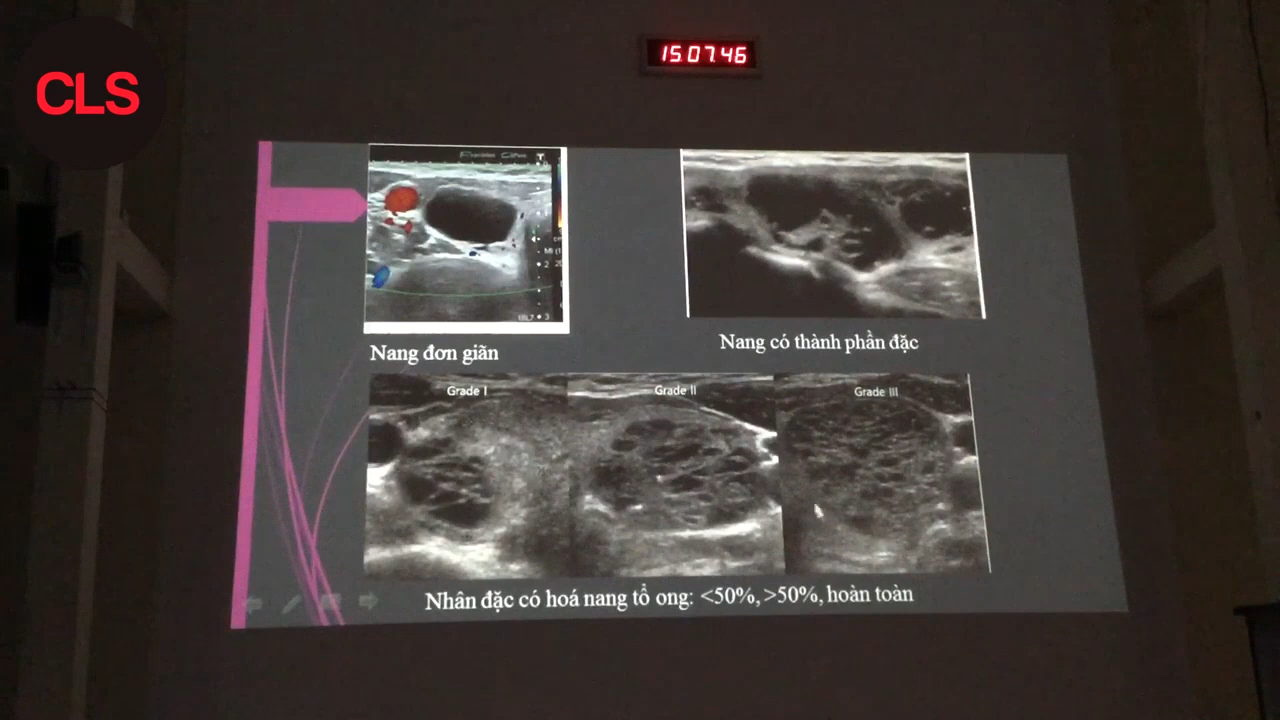 CLS
15.07.46
Nang đơn giãn
Nang có thành phần đặc
Grade I
Grade II
Grade III
Nhân đặc có hoá nang tổ ong: <50%, >50%, hoàn toàn